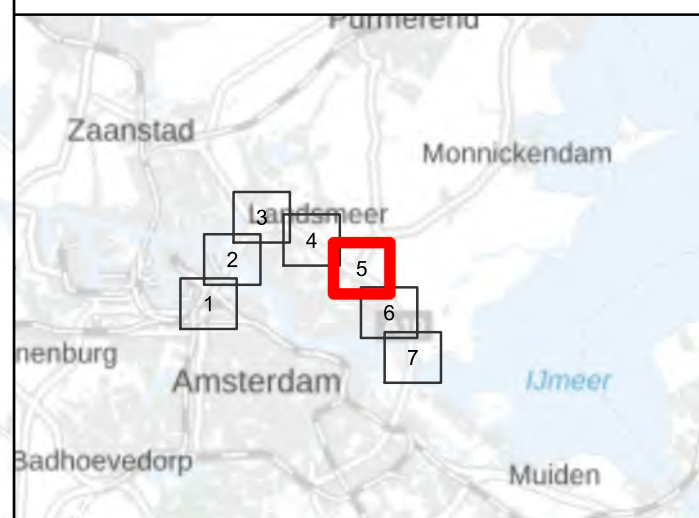 Purmerend
Zaanstad
Monnickendam
3
Landsmeer
4
2
5
1
6
7
nenburg
Amsterdam
IJmeer
Badhoevedorp
Muiden